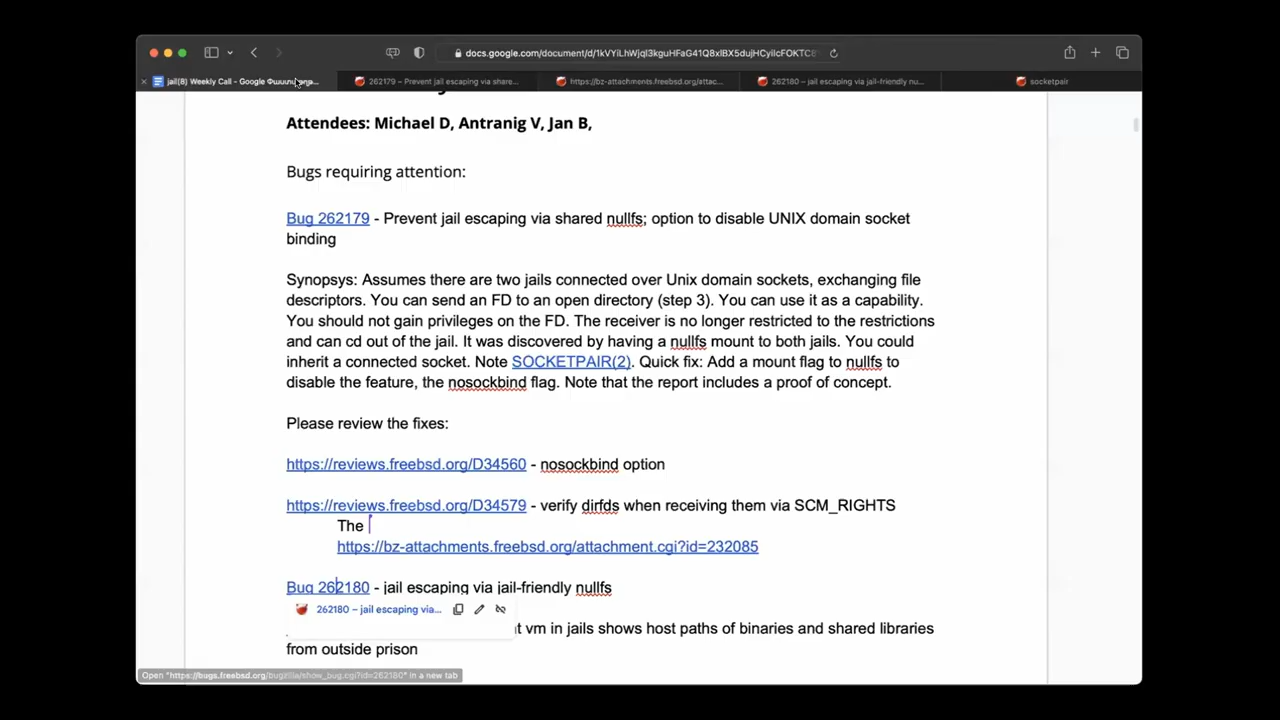 docs.google.com/document/d/1kVYiLhWjqI3kguHFaG41Q8xlBX5dujHCyiIcFOKTC8
jail(8) Weekly Call - Google
262179 – Prevent jail escaping via share...
https://bz-attachments.freebsd.org/attac...
262180 – jail escaping via jail-friendly nu...
socketpair
Attendees: Michael D, Antranig V, Jan B,
Bugs requiring attention:
Bug 262179 - Prevent jail escaping via shared nullfs; option to disable UNIX domain socket
binding
Synopsys: Assumes there are two jails connected over Unix domain sockets, exchanging file
descriptors. You can send an FD to an open directory (step 3). You can use it as a capability.
You should not gain privileges on the FD. The receiver is no longer restricted to the restrictions
and can cd out of the jail. It was discovered by having a nullfs mount to both jails. You could
inherit a connected socket. Note SOCKETPAIR(2). Quick fix: Add a mount flag to nullfs to
disable the feature, the nosockbind flag. Note that the report includes a proof of concept.
Please review the fixes:
https://reviews.freebsd.org/D34560 - nosockbind option
https://reviews.freebsd.org/D34579 - verify dirfds when receiving them via SCM_RIGHTS
The
https://bz-attachments.freebsd.org/attachment.cgi?id=232085
Bug 262180 - jail escaping via jail-friendly nullfs
262180 – jail escaping via...
vm in jails shows host paths of binaries and shared libraries
from outside prison
Open "https://bugs.freebsd.org/bugzilla/show_bug.cgi?id=262180" in a new tab